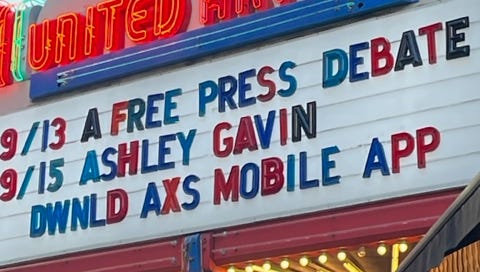 UNITED
9/13 A FREE PRESS DEBATE
9/15 ASHLEY GAVIN
DWNLD AXS MOBILE APP